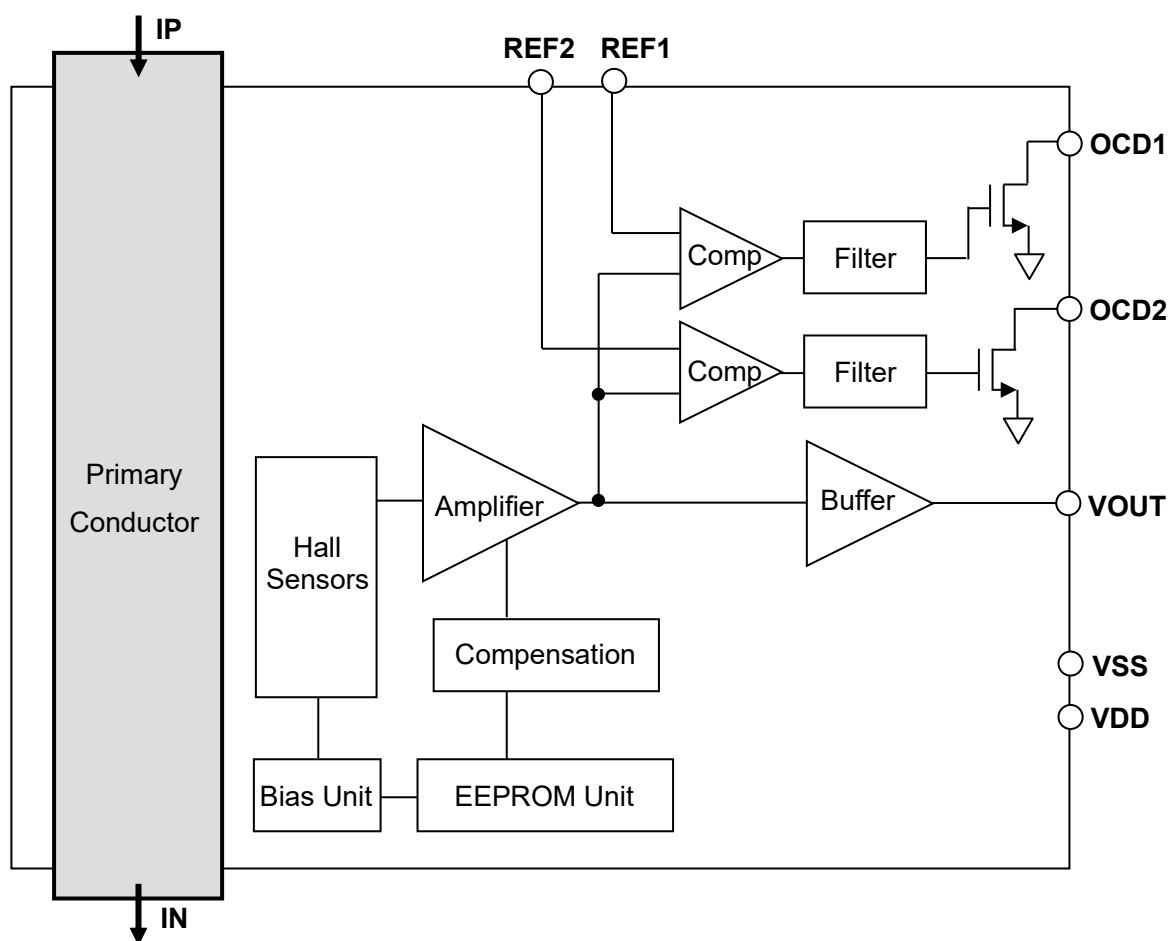 IP
REF2 REF1
OCD1
Comp
Filter
OCD2
Comp
Filter
Primary
Conductor
Hall
Sensors
Amplifier
Buffer
VOUT
Compensation
VSS
VDD
Bias Unit
EEPROM Unit
IN